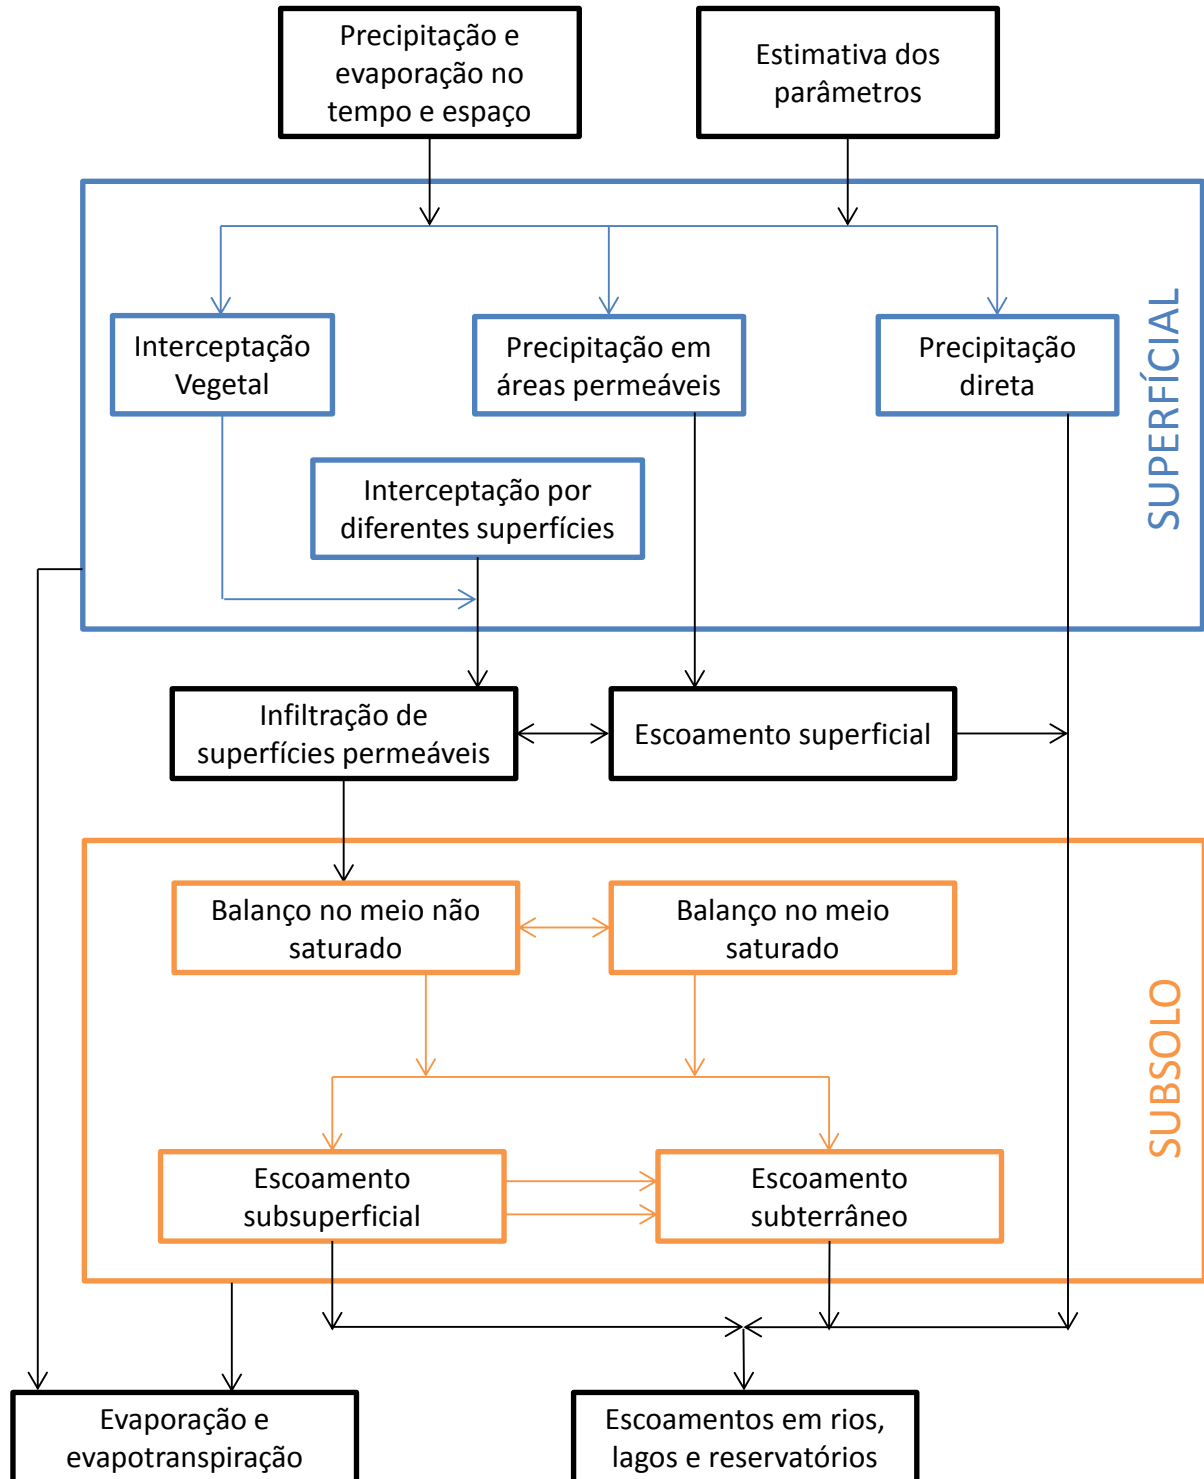 Precipitação e
evaporação no
tempo e espaço
Estimativa dos
parâmetros
Interceptação
Vegetal
Precipitação em
áreas permeáveis
Precipitação
direta
SUPERFÍCIAL
Interceptação por
diferentes superfícies
Infiltração de
superfícies permeáveis
Escoamento superficial
Balanço no meio não
saturado
Balanço no meio
saturado
SUBSOLO
Escoamento
subsuperficial
Escoamento
subterrâneo
Evaporação e
evapotranspiração
Escoamentos em rios,
lagos e reservatórios